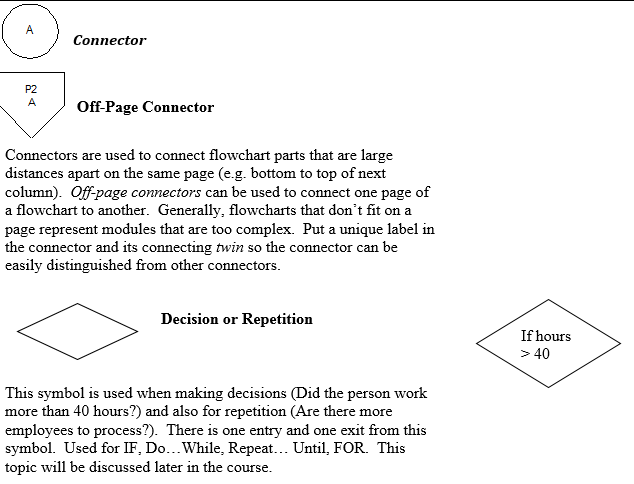 A
Connector
P2
A
Off-Page Connector
Connectors are used to connect flowchart parts that are large
distances apart on the same page (e.g. bottom to top of next
column).  Off-page connectors can be used to connect one page of
a flowchart to another.  Generally, flowcharts that don't fit on a
page represent modules that are too complex.  Put a unique label in
the connector and its connecting twin so the connector can be
easily distinguished from other connectors.
Decision or Repetition
If hours
> 40
This symbol is used when making decisions (Did the person work
more than 40 hours?) and also for repetition (Are there more
employees to process?).  There is one entry and one exit from this
symbol.  Used for IF, Do…While, Repeat… Until, FOR.  This
topic will be discussed later in the course.